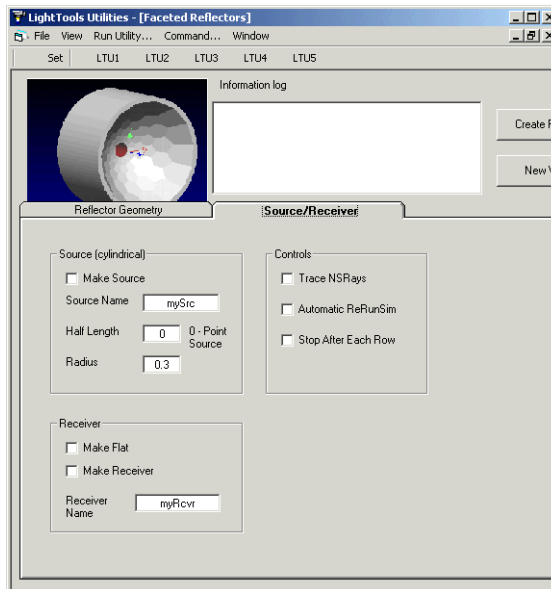 LightTools Utilities - [Faceted Reflectors]
File View Run Utility... Command... Window
Set LTU1 LTU2 LTU3 LTU4 LTU5
Information log
Create
New
Reflector Geometry Source/Receiver
Source (cylindrical)
Make Source
Source Name mySrc
Half Length 0 0 - Point
Source
Radius 0.3
Controls
Trace NSRays
Automatic ReRunSim
Stop After Each Row
Receiver
Make Flat
Make Receiver
Receiver
Name myRcvr